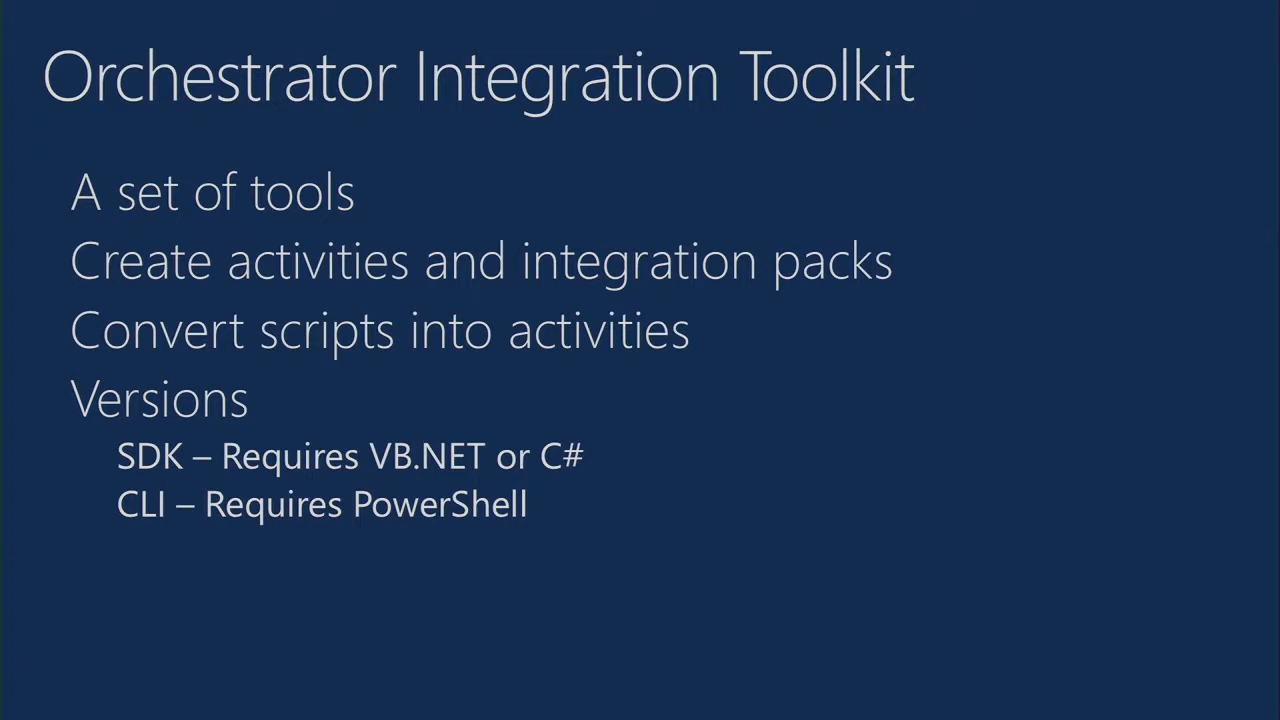 Orchestrator Integration Toolkit
A set of tools
Create activities and integration packs
Convert scripts into activities
Versions
SDK – Requires VB.NET or C#
CLI – Requires PowerShell